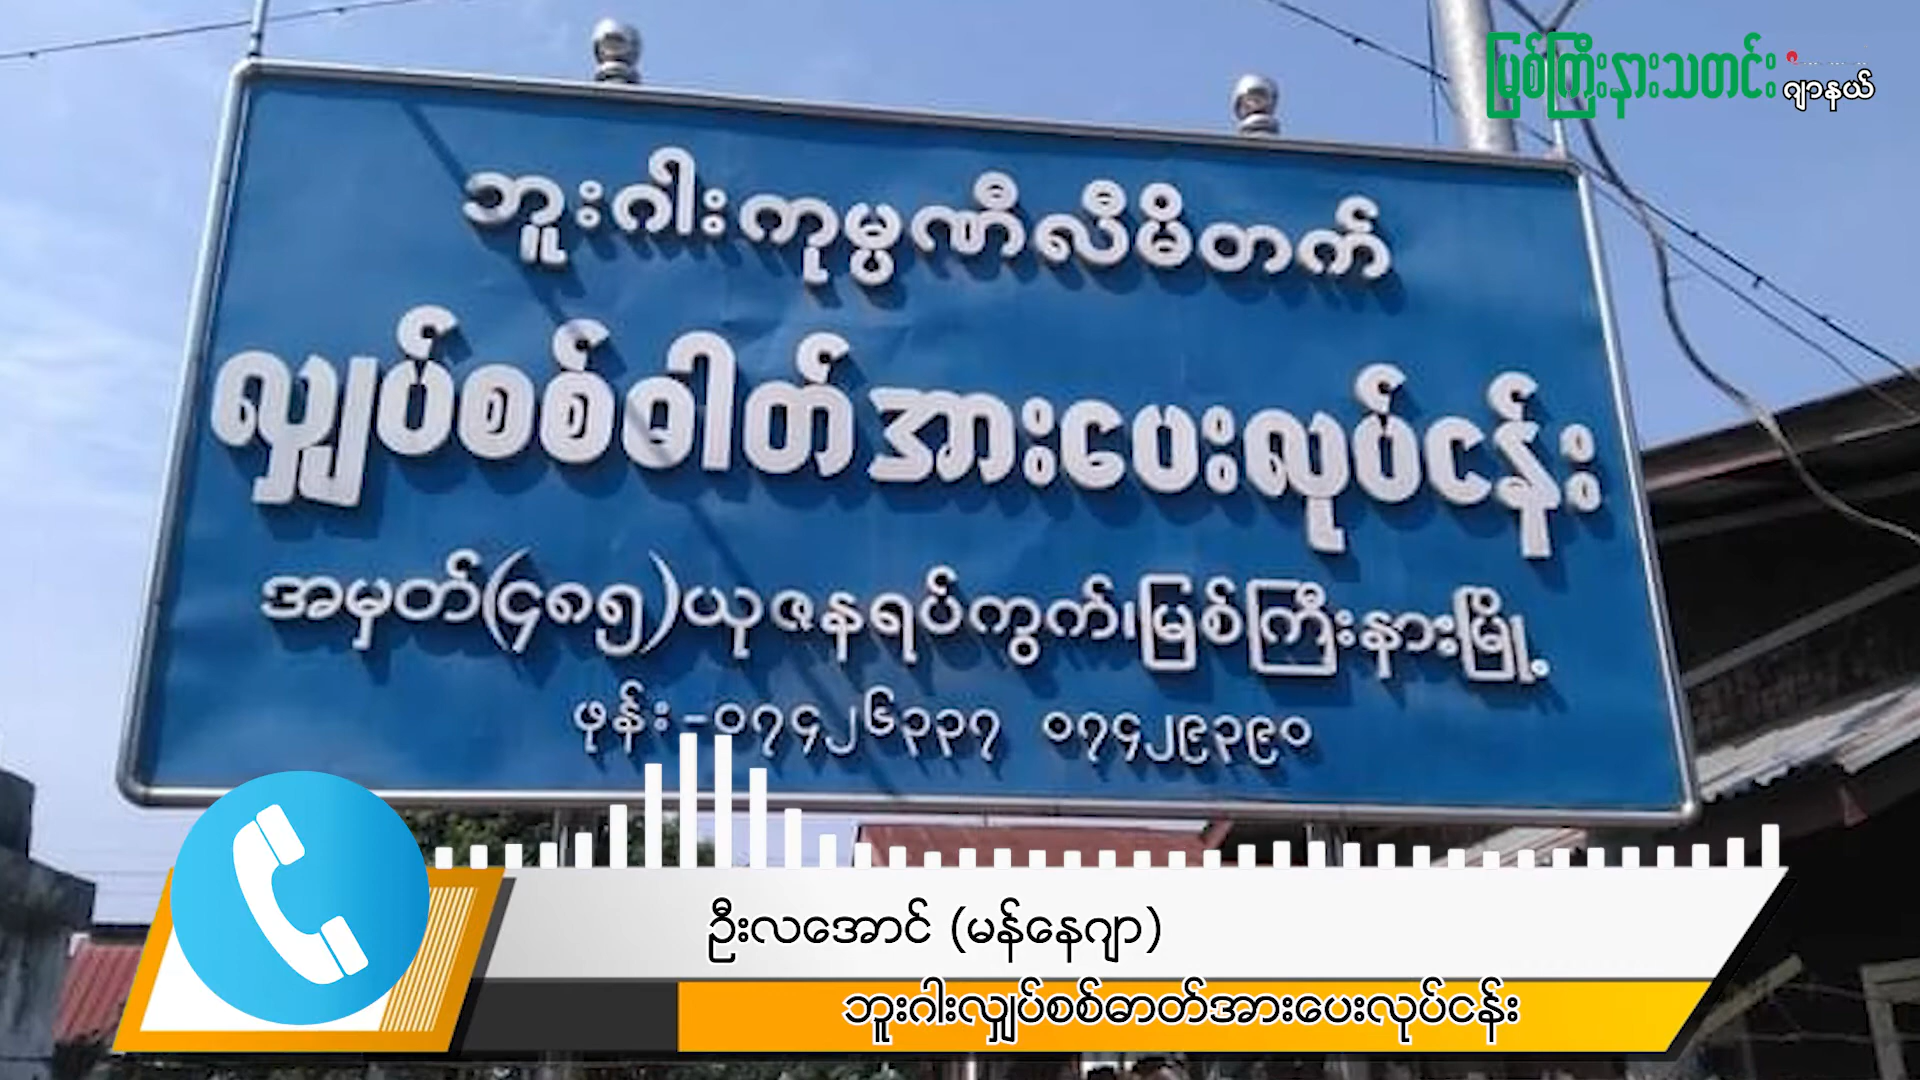 မြစ်ကြီးနားသတင်း ဂျာနယ်
ဘူးဂါးကုမ္ပဏီလီမိတက်
လျှပ်စစ်ဓါတ်အားပေးလုပ်ငန်း
အမှတ်(၄၈၅)ယုဇနရပ်ကွက်၊မြစ်ကြီးနားမြို့
ဖုန်း-၀၇၄၂၆၃၃၇ ၀၇၄၂၉၃၉၀
ဦးလအောင် (မန်နေဂျာ)
ဘူးဂါးလျှပ်စစ်ဓာတ်အားပေးလုပ်ငန်း